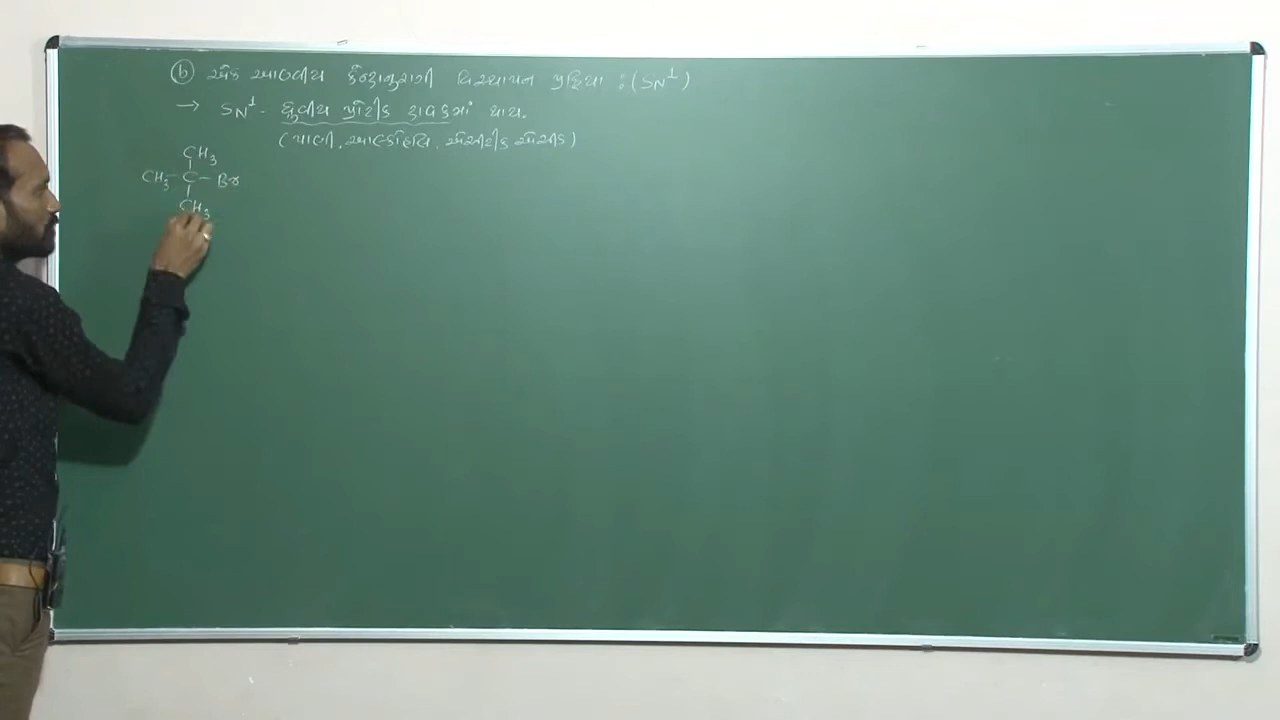 (b) એક આણ્વીય કેન્દ્રાનુરાગી વિસ્થાપન પ્રક્રિયા : (SN¹)
→ SN¹ - ધ્રુવીય પ્રોટીક દ્રાવકમાં થાય.
(પાણી, આલ્કોહોલ, એસીટીક એસીડ)
CH₃
CH₃ - C - Br
CH₃